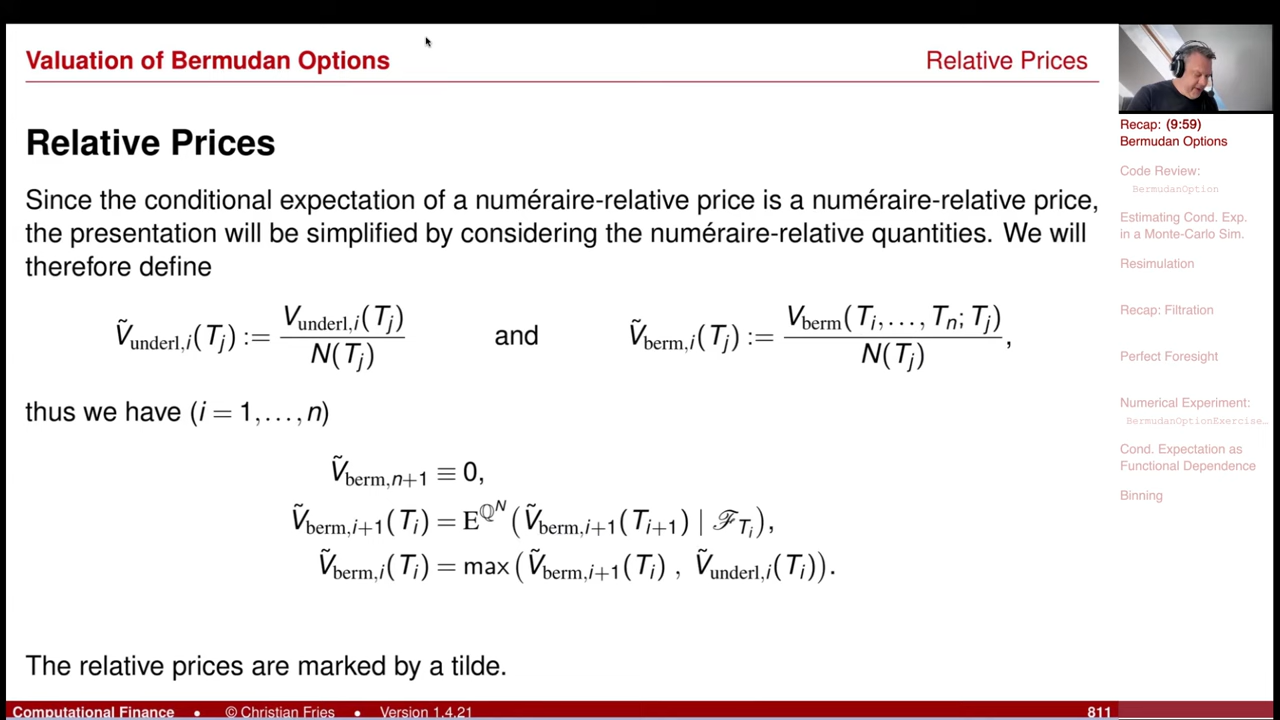 Valuation of Bermudan Options
Relative Prices
Relative Prices
Since the conditional expectation of a numéraire-relative price is a numéraire-relative price,
the presentation will be simplified by considering the numéraire-relative quantities. We will
therefore define
Ṽ_{underl,i}(T_j) := V_{underl,i}(T_j) / N(T_j) and Ṽ_{berm,i}(T_j) := V_{berm}(T_i, …, T_n; T_j) / N(T_j),
thus we have (i = 1, …, n)
Ṽ_{berm,n+1} ≡ 0,
Ṽ_{berm,i+1}(T_i) = E^{ℚ^N}(Ṽ_{berm,i+1}(T_{i+1}) | ℱ_{T_i}),
Ṽ_{berm,i}(T_i) = max(Ṽ_{berm,i+1}(T_i) , Ṽ_{underl,i}(T_i)).
The relative prices are marked by a tilde.
Computational Finance • © Christian Fries • Version 1.4.21
811
Recap: (9:59)
Bermudan Options
Code Review:
BermudanOption
Estimating Cond. Exp.
in a Monte-Carlo Sim.
Resimulation
Recap: Filtration
Perfect Foresight
Numerical Experiment:
BermudanOptionExercise…
Cond. Expectation as
Functional Dependence
Binning